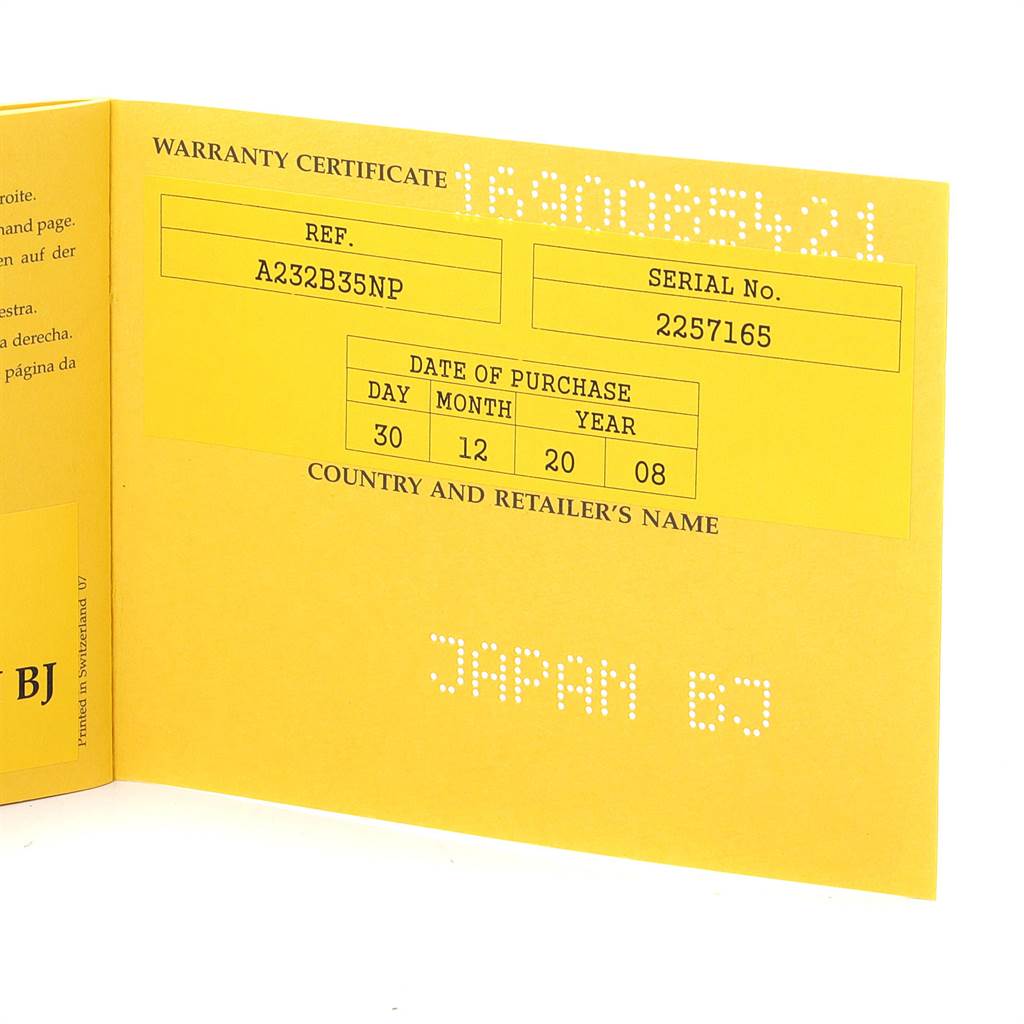 roite.
hand page.
en auf der
estra.
a derecha.
página da
BJ
Printed in Switzerland 07
WARRANTY CERTIFICATE
1690085421
REF.
A232B35NP
SERIAL No.
2257165
DATE OF PURCHASE
DAY MONTH YEAR
30 12 20 08
COUNTRY AND RETAILER'S NAME
JAPAN BJ